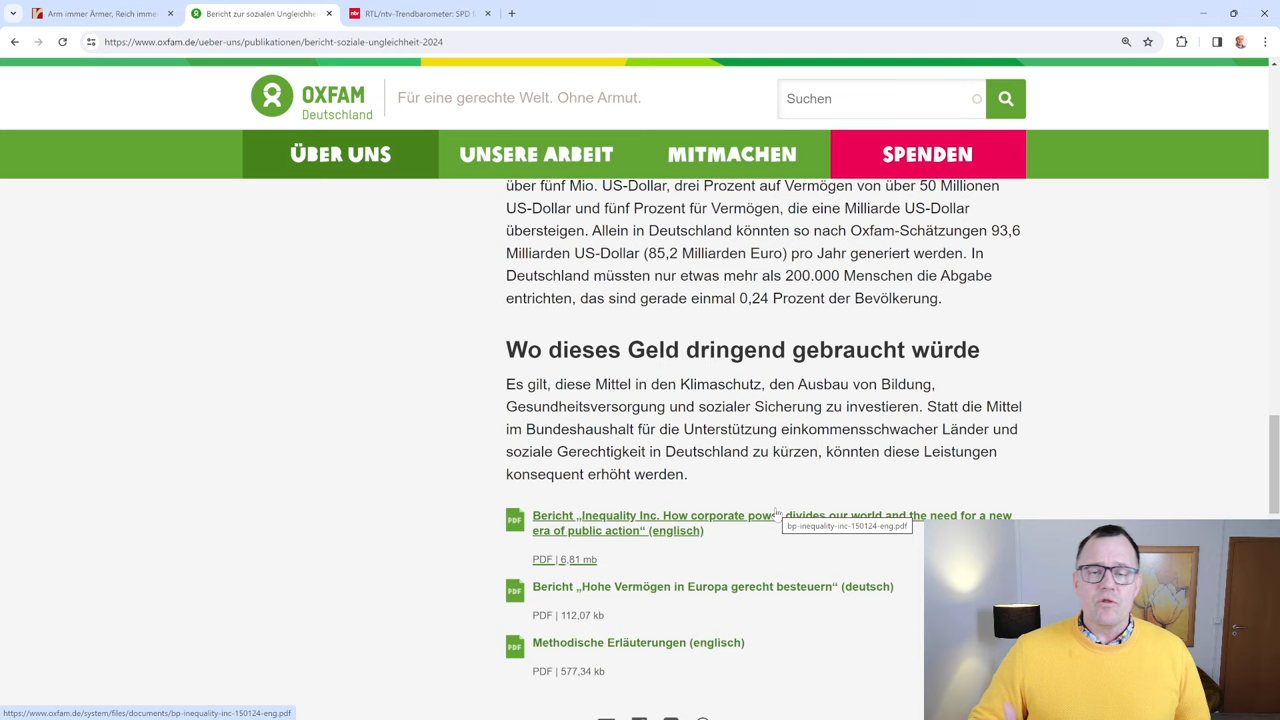 Arm immer Ärmer, Reich imme
Bericht zur sozialen Ungleichhe
RTL/ntv-Trendbarometer: SPD f
https://www.oxfam.de/ueber-uns/publikationen/bericht-soziale-ungleichheit-2024
OXFAM
Deutschland
Für eine gerechte Welt. Ohne Armut.
Suchen
ÜBER UNS
UNSERE ARBEIT
MITMACHEN
SPENDEN
über fünf Mio. US-Dollar, drei Prozent auf Vermögen von über 50 Millionen
US-Dollar und fünf Prozent für Vermögen, die eine Milliarde US-Dollar
übersteigen. Allein in Deutschland könnten so nach Oxfam-Schätzungen 93,6
Milliarden US-Dollar (85,2 Milliarden Euro) pro Jahr generiert werden. In
Deutschland müssten nur etwas mehr als 200.000 Menschen die Abgabe
entrichten, das sind gerade einmal 0,24 Prozent der Bevölkerung.
Wo dieses Geld dringend gebraucht würde
Es gilt, diese Mittel in den Klimaschutz, den Ausbau von Bildung,
Gesundheitsversorgung und sozialer Sicherung zu investieren. Statt die Mittel
im Bundeshaushalt für die Unterstützung einkommensschwacher Länder und
soziale Gerechtigkeit in Deutschland zu kürzen, könnten diese Leistungen
konsequent erhöht werden.
PDF
Bericht „Inequality Inc. How corporate power divides our world and the need for a new
era of public action“ (englisch)
bp-inequality-inc-150124-eng.pdf
PDF | 6,81 mb
PDF
Bericht „Hohe Vermögen in Europa gerecht besteuern“ (deutsch)
PDF | 112,07 kb
PDF
Methodische Erläuterungen (englisch)
PDF | 577,34 kb
https://www.oxfam.de/system/files/documents/bp-inequality-inc-150124-eng.pdf